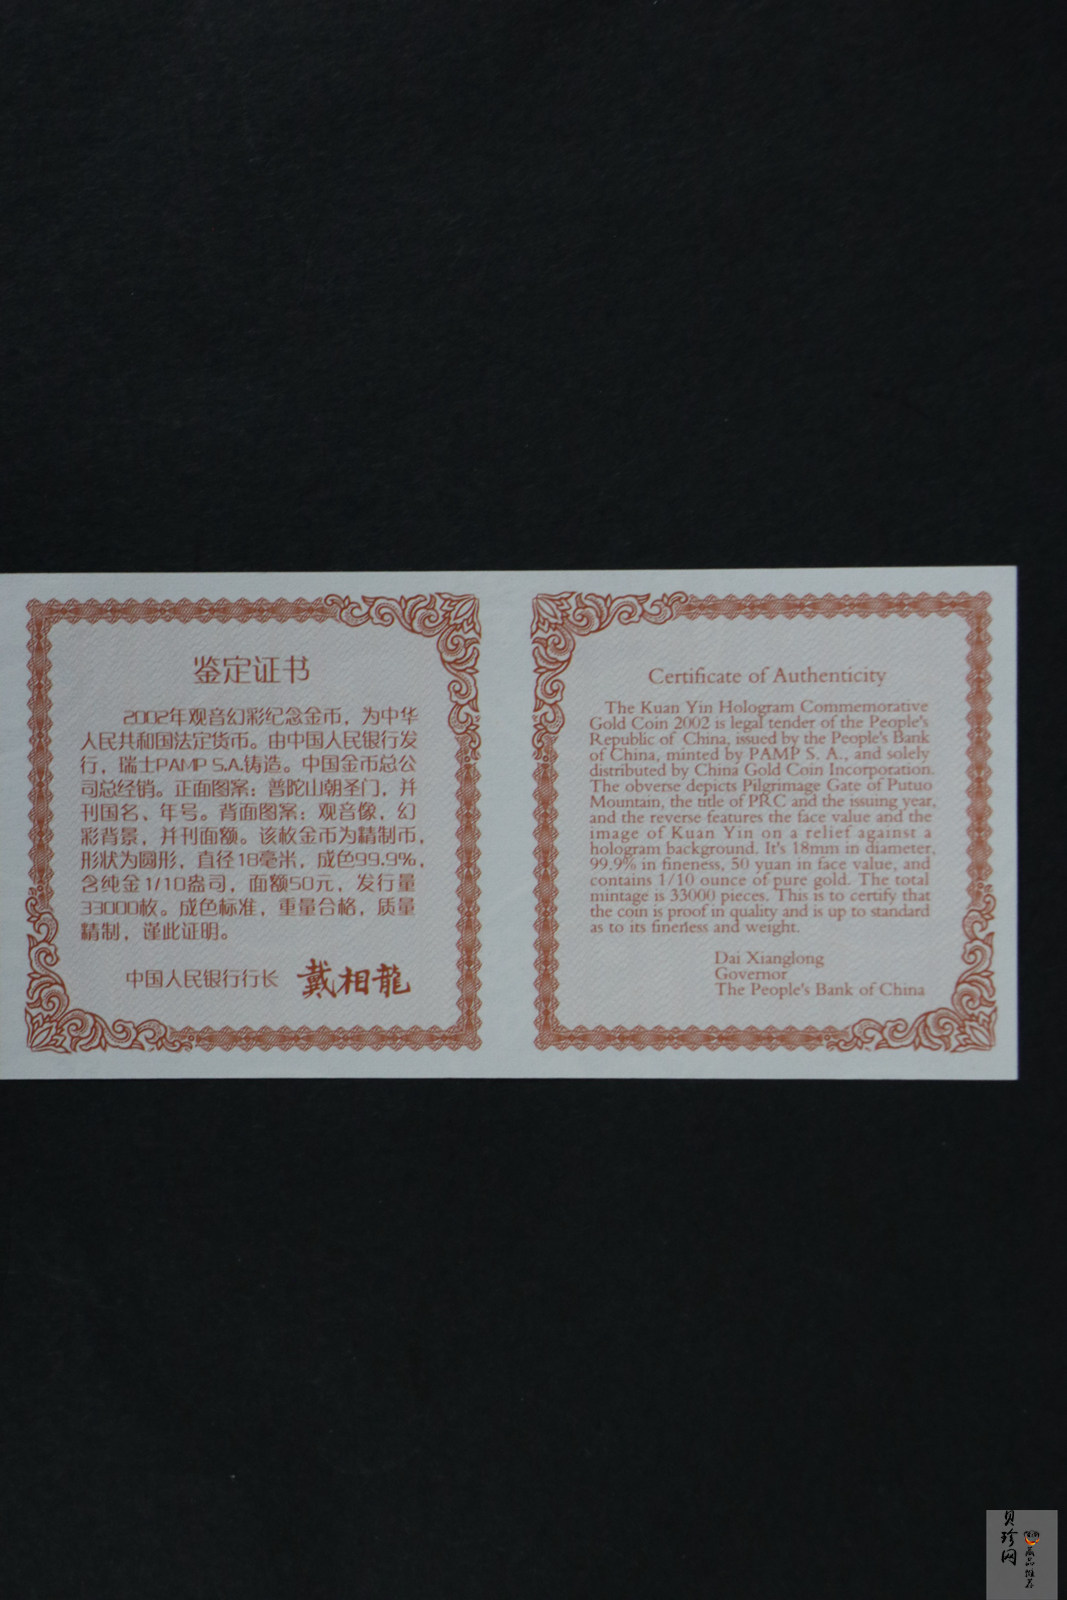 鉴定证书
2002年观音幻彩纪念金币，为中华
人民共和国法定货币。由中国人民银行发
行，瑞士PAMP S.A.铸造。中国金币总公
司总经销。正面图案：普陀山朝圣门，并
刊国名、年号。背面图案：观音像，幻
彩背景，并刊面额。该枚金币为精制币，
形状为圆形，直径18毫米，成色99.9%，
含纯金1/10盎司，面额50元，发行量
33000枚。成色标准，重量合格，质量
精制，谨此证明。
中国人民银行行长 戴相龍
Certificate of Authenticity
The Kuan Yin Hologram Commemorative
Gold Coin 2002 is legal tender of the People's
Republic of China, issued by the People's Bank
of China, minted by PAMP S. A., and solely
distributed by China Gold Coin Incorporation.
The obverse depicts Pilgrimage Gate of Putuo
Mountain, the title of PRC and the issuing year,
and the reverse features the face value and the
image of Kuan Yin on a relief against a
hologram background. It's 18mm in diameter,
99.9% in fineness, 50 yuan in face value, and
contains 1/10 ounce of pure gold. The total
mintage is 33000 pieces. This is to certify that
the coin is proof in quality and is up to standard
as to its fineness and weight.
Dai Xianglong
Governor
The People's Bank of China
贝珍网
藏品推荐